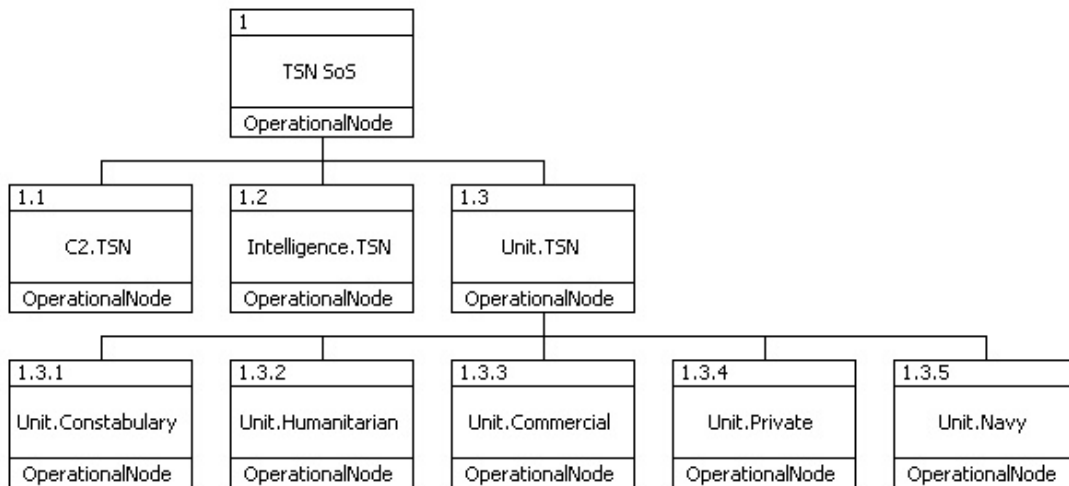 1
TSN SoS
OperationalNode
1.1
C2.TSN
OperationalNode
1.2
Intelligence.TSN
OperationalNode
1.3
Unit.TSN
OperationalNode
1.3.1
Unit.Constabulary
OperationalNode
1.3.2
Unit.Humanitarian
OperationalNode
1.3.3
Unit.Commercial
OperationalNode
1.3.4
Unit.Private
OperationalNode
1.3.5
Unit.Navy
OperationalNode